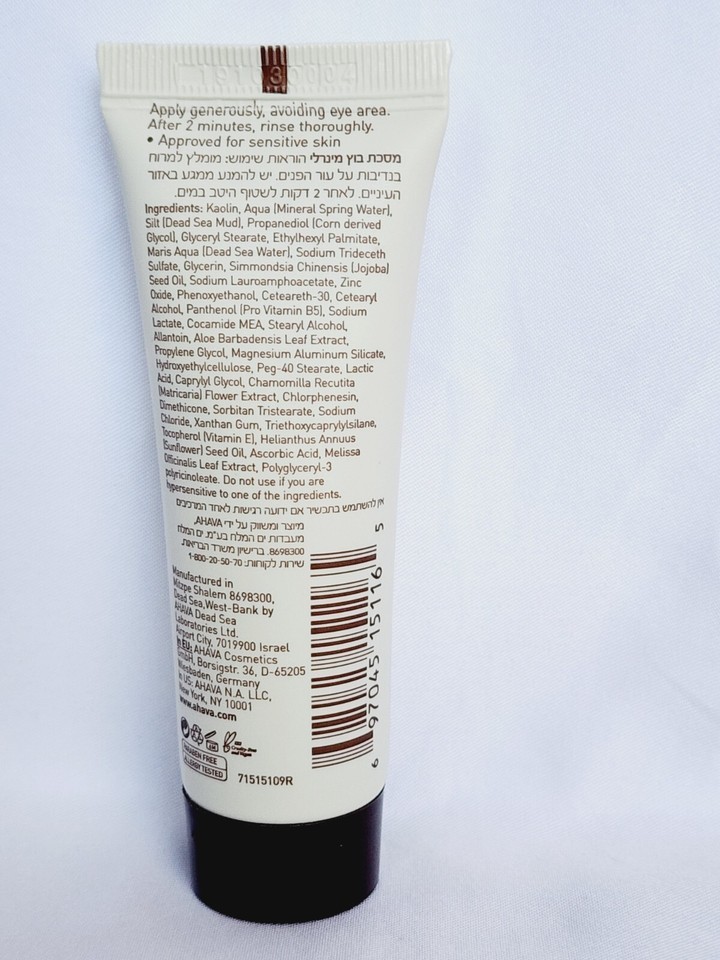 Apply generously, avoiding eye area.
After 2 minutes, rinse thoroughly.
• Approved for sensitive skin
מסכת בוץ מינרלי הוראות שימוש: מומלץ למרוח
בנדיבות על עור הפנים. יש להמנע ממגע באזור
העיניים. לאחר 2 דקות לשטוף היטב במים.
Ingredients: Kaolin, Aqua (Mineral Spring Water),
Silt (Dead Sea Mud), Propanediol (Corn derived
Glycol), Glyceryl Stearate, Ethylhexyl Palmitate,
Maris Aqua (Dead Sea Water), Sodium Trideceth
Sulfate, Glycerin, Simmondsia Chinensis (Jojoba)
Seed Oil, Sodium Lauroamphoacetate, Zinc
Oxide, Phenoxyethanol, Ceteareth-30, Cetearyl
Alcohol, Panthenol (Pro Vitamin B5), Sodium
Lactate, Cocamide MEA, Stearyl Alcohol,
Allantoin, Aloe Barbadensis Leaf Extract,
Propylene Glycol, Magnesium Aluminum Silicate,
Hydroxyethylcellulose, Peg-40 Stearate, Lactic
Acid, Caprylyl Glycol, Chamomilla Recutita
(Matricaria) Flower Extract, Chlorphenesin,
Dimethicone, Sorbitan Tristearate, Sodium
Chloride, Xanthan Gum, Triethoxycaprylylsilane,
Tocopherol (Vitamin E), Helianthus Annuus
(Sunflower) Seed Oil, Ascorbic Acid, Melissa
Officinalis Leaf Extract, Polyglyceryl-3
polyricinoleate. Do not use if you are
hypersensitive to one of the ingredients.
אין להשתמש בתכשיר אם ידועה רגישות לאחד המרכיבים
מיוצר ומשווק על ידי AHAVA,
מעבדות ים המלח בע"מ. ים המלח
8698300. ברישיון משרד הבריאות.
שירות לקוחות: 1-800-20-50-70
Manufactured in
Mitzpe Shalem 8698300,
Dead Sea,West-Bank by
AHAVA Dead Sea
Laboratories Ltd.
Airport City, 7019900 Israel
In EU: AHAVA Cosmetics
GmbH, Borsigstr. 36, D-65205
Wiesbaden, Germany
In US: AHAVA N.A. LLC,
New York, NY 10001
www.ahava.com
Cruelty-free
and Vegan
PARABEN FREE
ALLERGY TESTED
71515109R
6 97045 15116 5